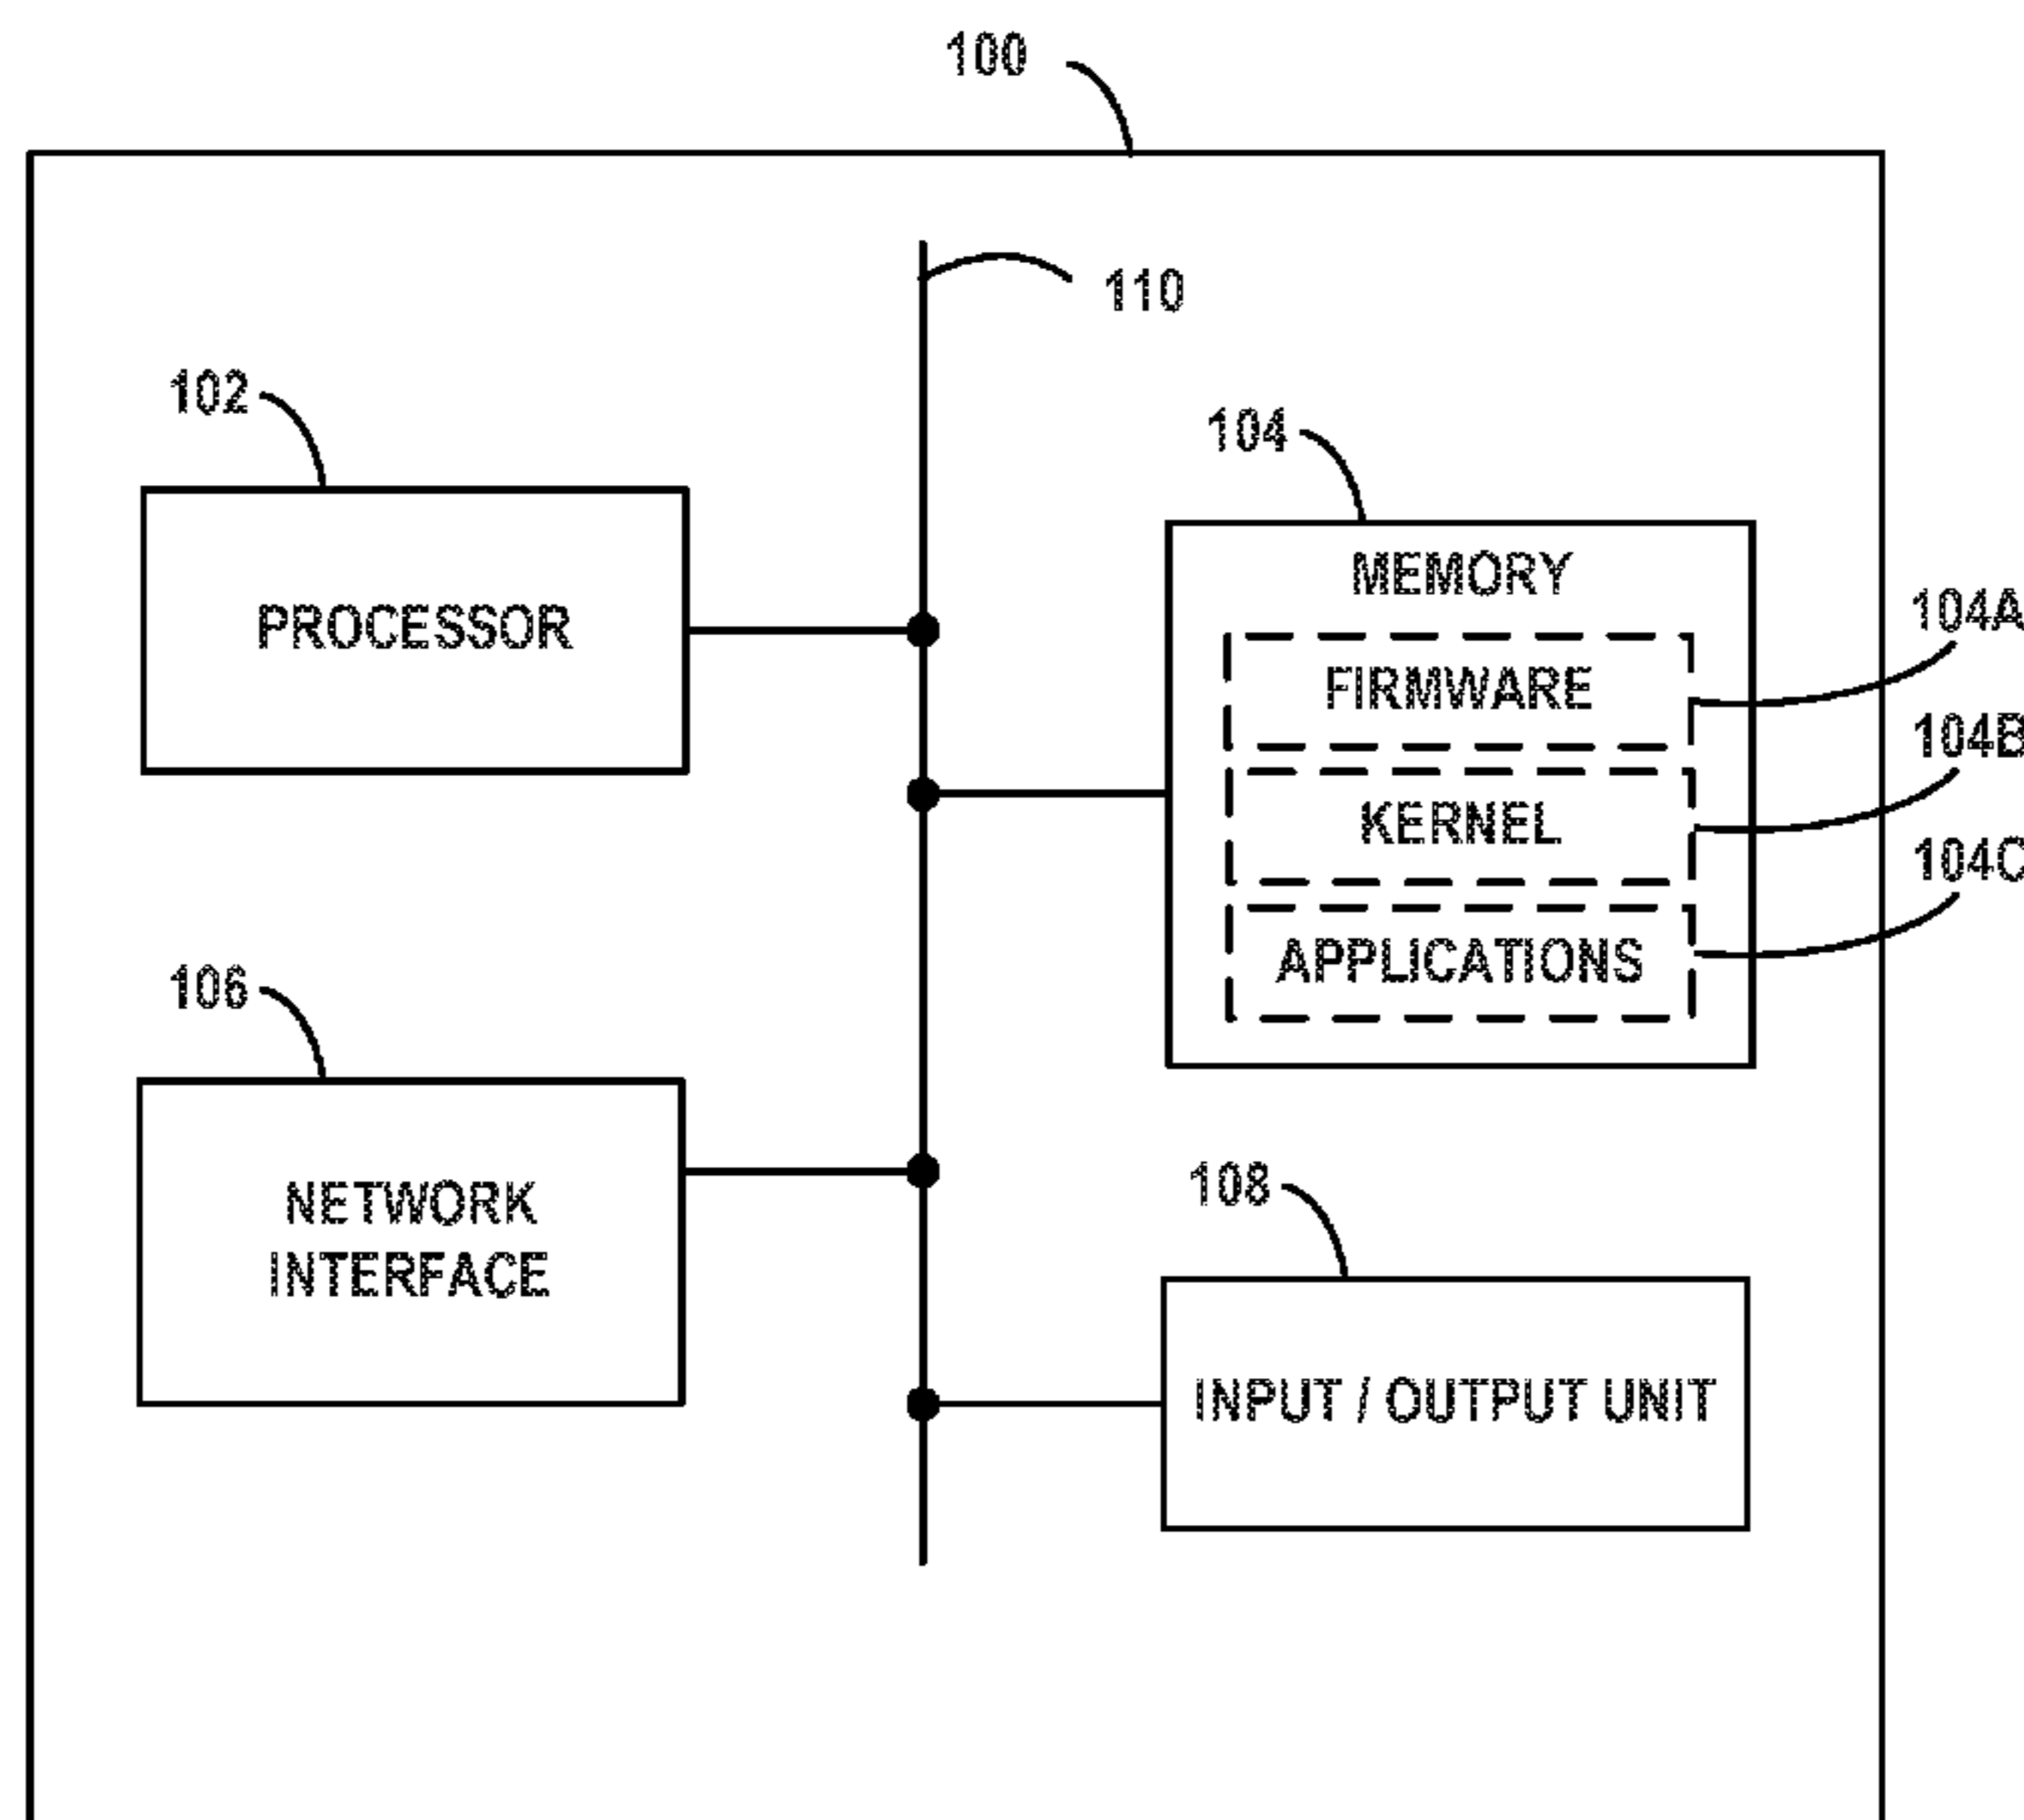 100
110
102
104
PROCESSOR
MEMORY
104A
FIRMWARE
104B
KERNEL
104C
APPLICATIONS
106
108
NETWORK
INTERFACE
INPUT / OUTPUT UNIT